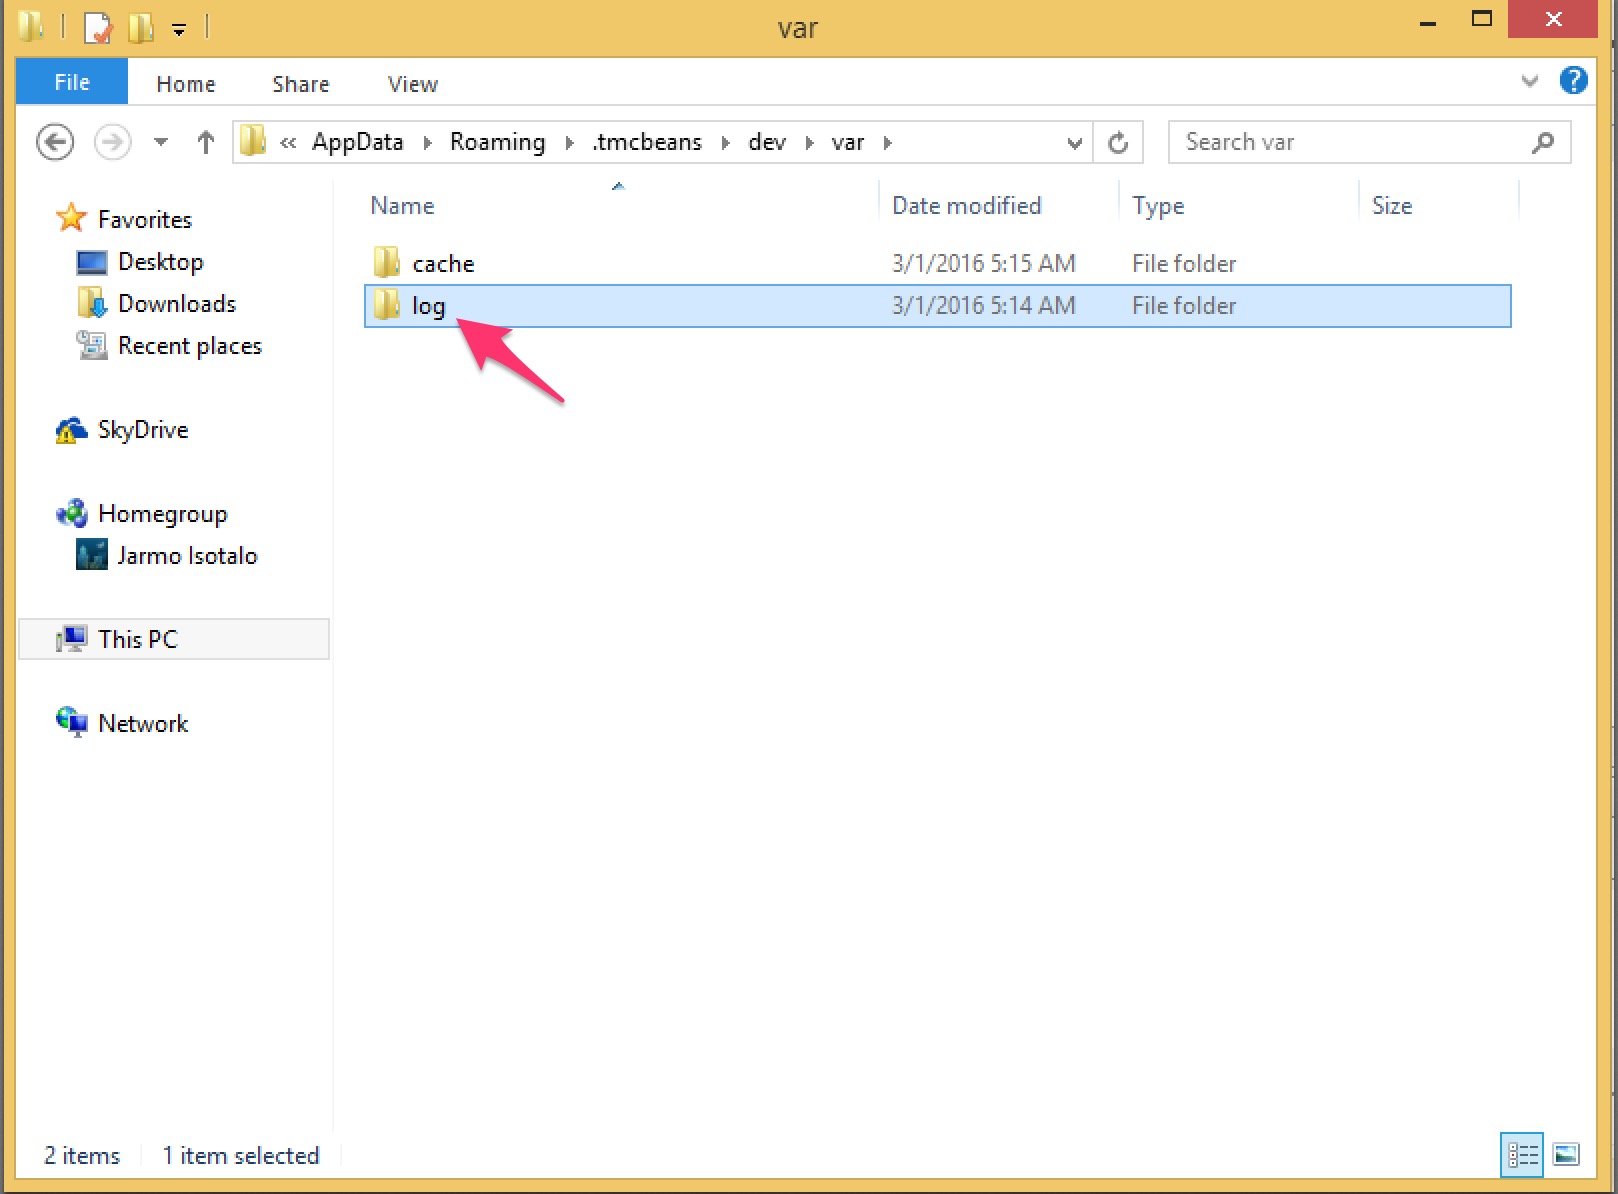 var
File Home Share View
« AppData Roaming .tmcbeans dev var Search var
Name Date modified Type Size
Favorites
Desktop
Downloads
Recent places
SkyDrive
Homegroup
Jarmo Isotalo
This PC
Network
cache 3/1/2016 5:15 AM File folder
log 3/1/2016 5:14 AM File folder
2 items 1 item selected